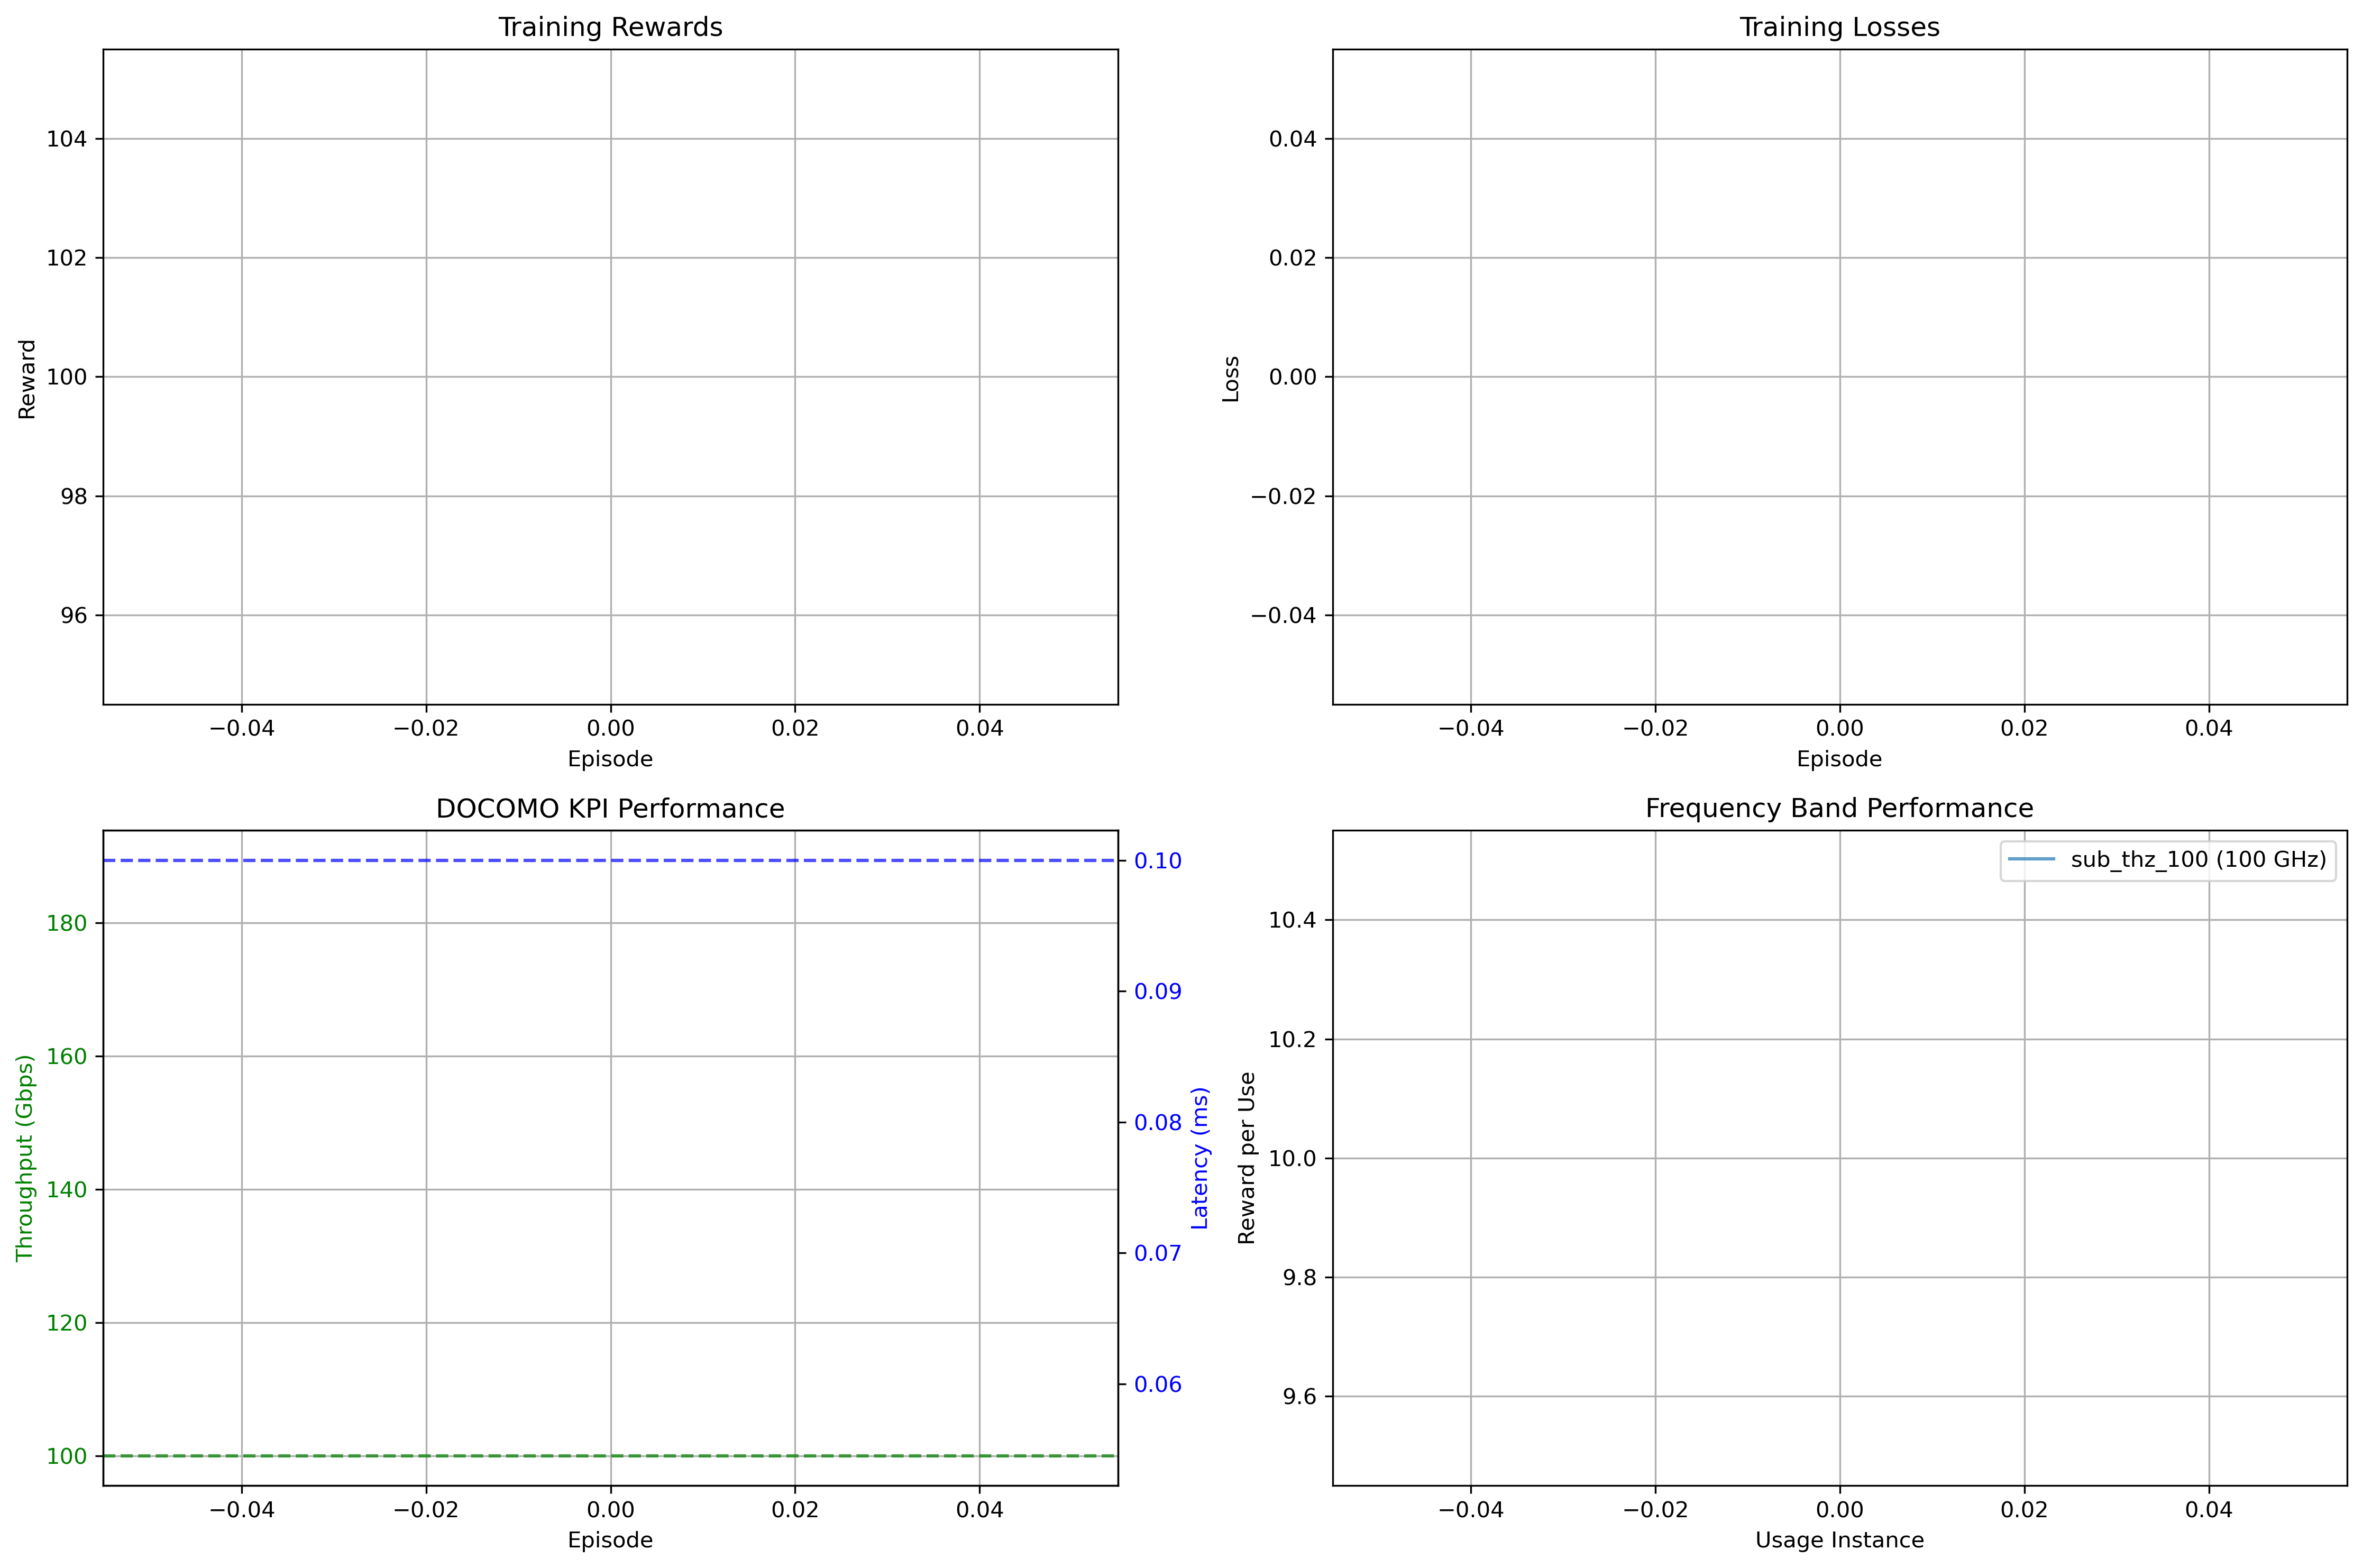 Training Rewards
Reward
104
102
100
98
96
−0.04 −0.02 0.00 0.02 0.04
Episode
Training Losses
Loss
0.04
0.02
0.00
−0.02
−0.04
−0.04 −0.02 0.00 0.02 0.04
Episode
DOCOMO KPI Performance
Throughput (Gbps)
180
160
140
120
100
0.10
0.09
0.08
0.07
0.06
Latency (ms)
−0.04 −0.02 0.00 0.02 0.04
Episode
Frequency Band Performance
sub_thz_100 (100 GHz)
Reward per Use
10.4
10.2
10.0
9.8
9.6
−0.04 −0.02 0.00 0.02 0.04
Usage Instance